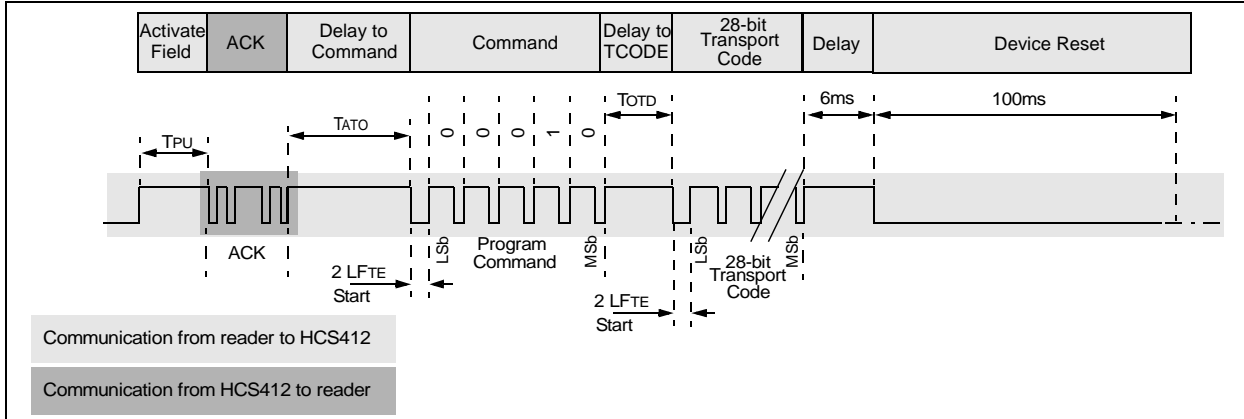 Activate Field
ACK
Delay to Command
Command
Delay to TCODE
28-bit Transport Code
Delay
Device Reset
TPU
TATO
0 0 0 1 0
TOTD
6ms
100ms
ACK
LSb
Program Command
MSb
LSb
28-bit Transport Code
MSb
2 LFTE
Start
2 LFTE
Start
Communication from reader to HCS412
Communication from HCS412 to reader